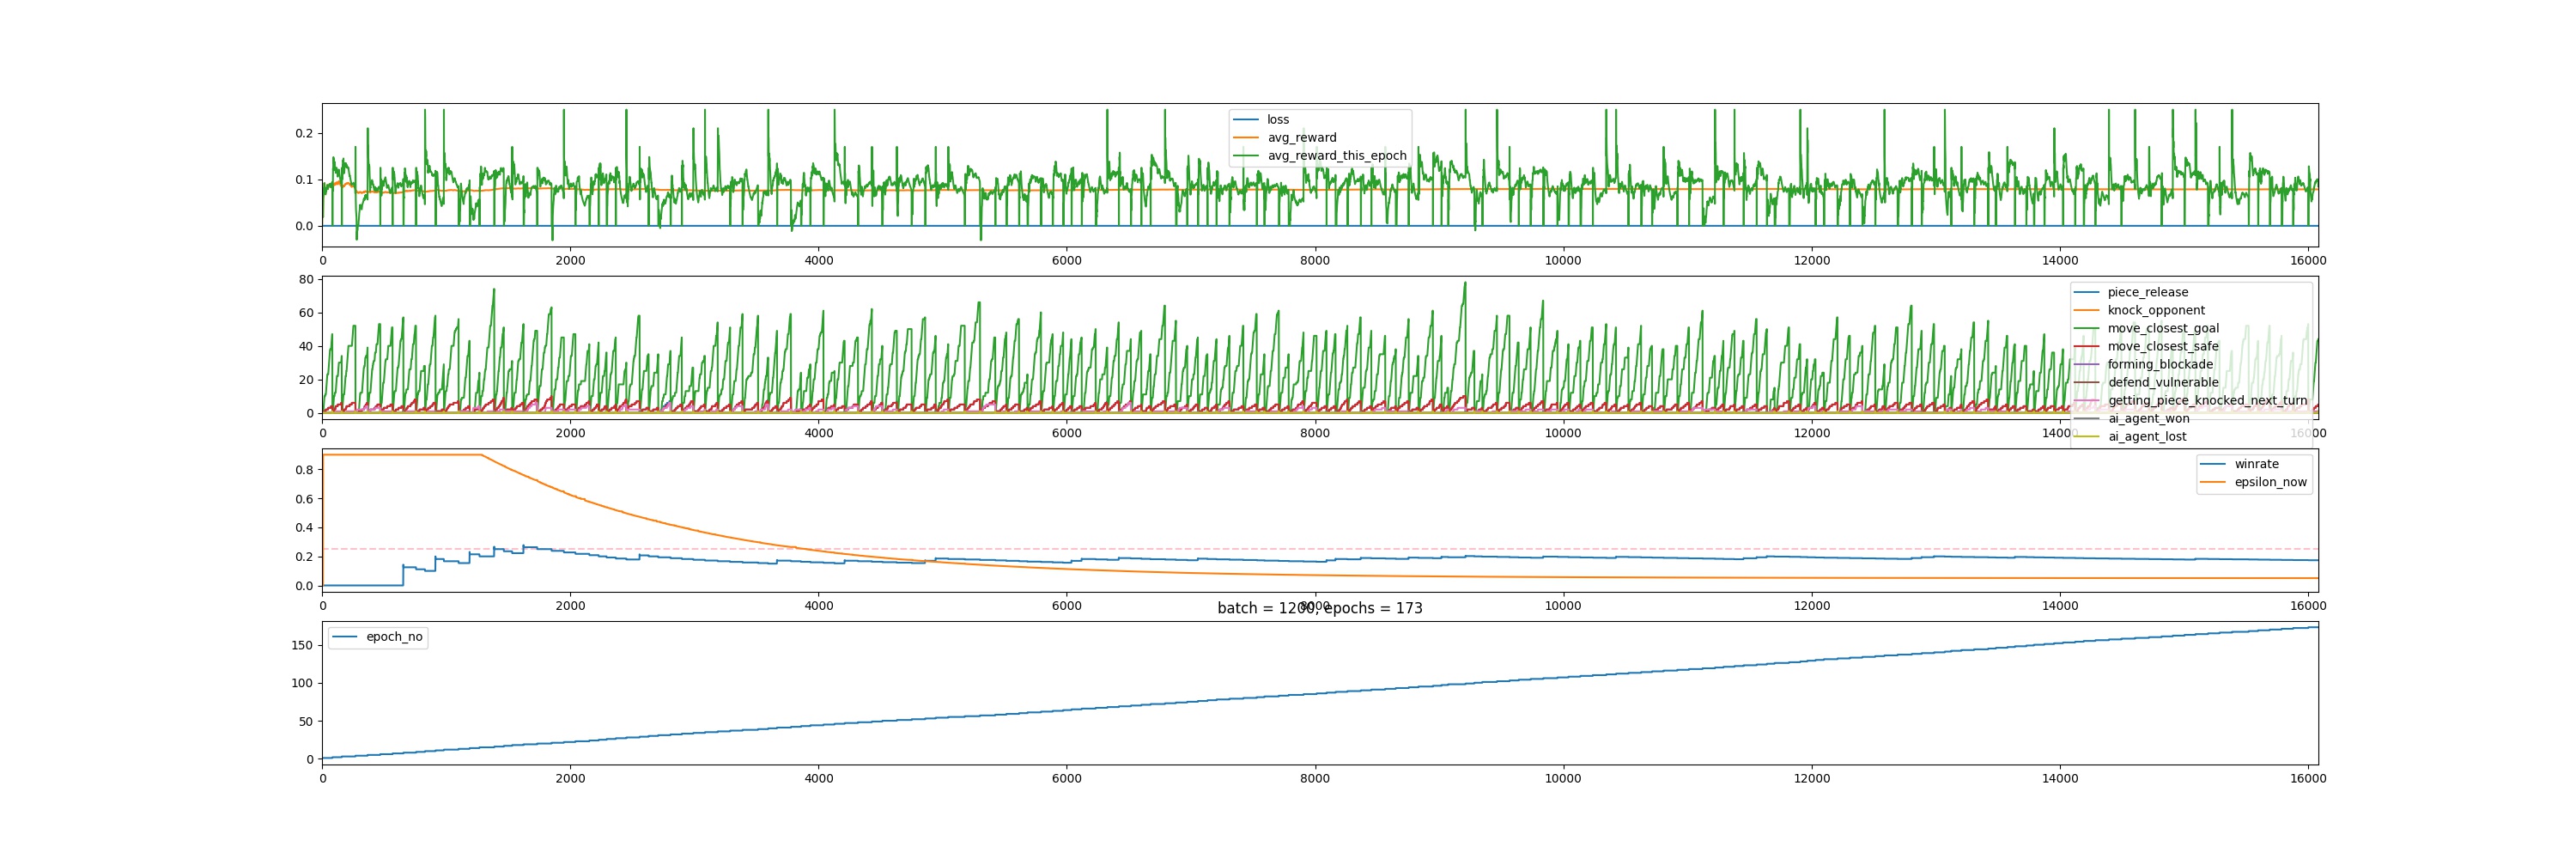 0.2
0.1
0.0
loss
avg_reward
avg_reward_this_epoch
0 2000 4000 6000 8000 10000 12000 14000 16000
80
60
40
20
0
piece_release
knock_opponent
move_closest_goal
move_closest_safe
forming_blockade
defend_vulnerable
getting_piece_knocked_next_turn
ai_agent_won
ai_agent_lost
0 2000 4000 6000 8000 10000 12000 14000 16000
0.8
0.6
0.4
0.2
0.0
winrate
epsilon_now
0 2000 4000 6000 8000 10000 12000 14000 16000
batch = 1200, epochs = 173
150
100
50
0
epoch_no
0 2000 4000 6000 8000 10000 12000 14000 16000